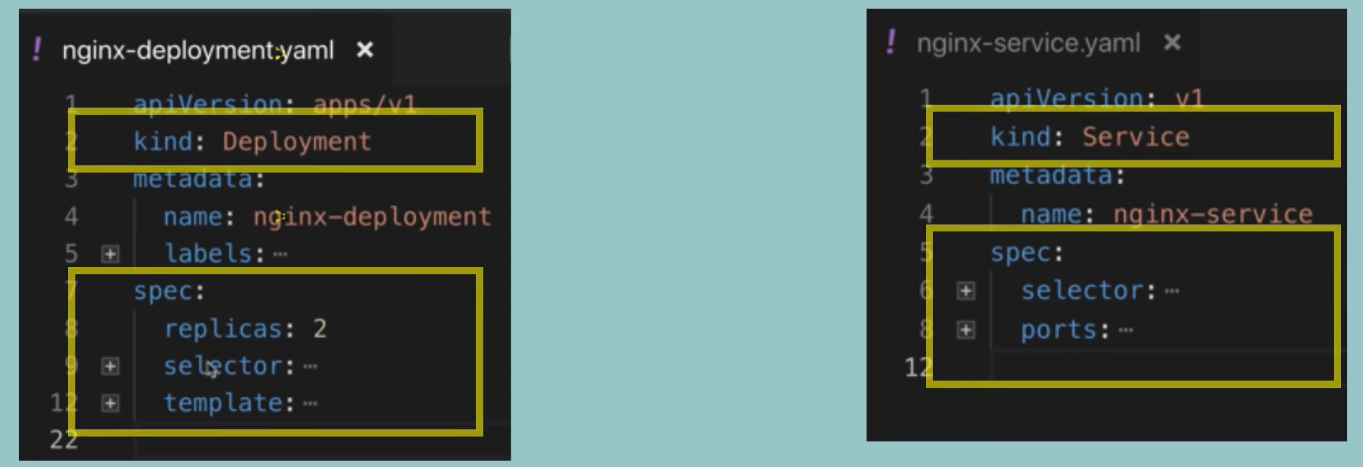 ! nginx-deployment.yaml ×
1 apiVersion: apps/v1
2 kind: Deployment
3 metadata:
4 name: nginx-deployment
5 labels: ⋯
7 spec:
8 replicas: 2
9 selector: ⋯
12 template: ⋯
22
! nginx-service.yaml ×
1 apiVersion: v1
2 kind: Service
3 metadata:
4 name: nginx-service
5 spec:
6 selector: ⋯
8 ports: ⋯
12